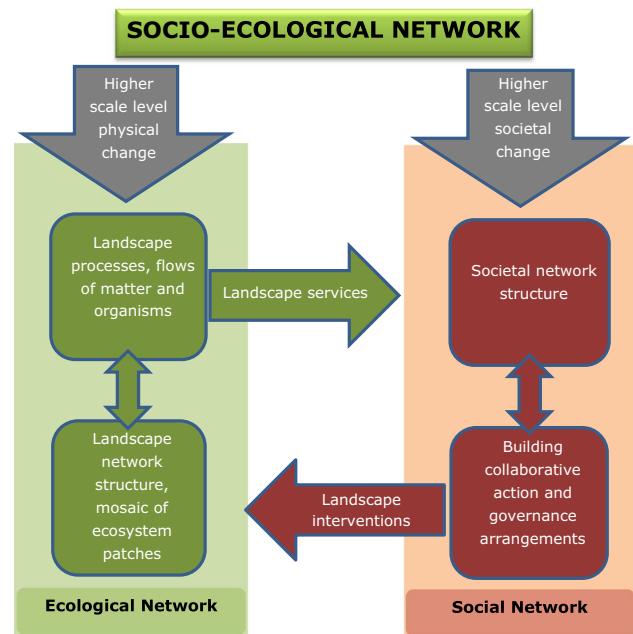 SOCIO-ECOLOGICAL NETWORK
Higher
scale level
physical
change
Higher
scale level
societal
change
Landscape
processes, flows
of matter and
organisms
Landscape services
Societal network
structure
Landscape
network
structure,
mosaic of
ecosystem
patches
Landscape
interventions
Building
collaborative
action and
governance
arrangements
Ecological Network
Social Network